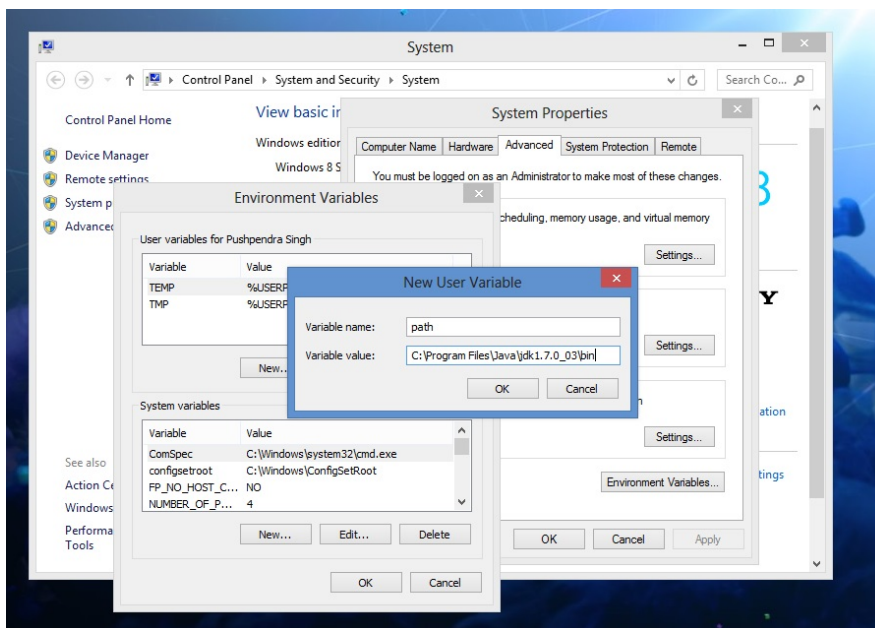 System
Control Panel ▸ System and Security ▸ System
Search Co...
Control Panel Home
Device Manager
Remote settings
System p
Advanced
See also
Action Ce
Windows
Performa
Tools
View basic in
Windows edition
Windows 8 S
8
Y
ation
tings
System Properties
Computer Name Hardware Advanced System Protection Remote
You must be logged on as an Administrator to make most of these changes.
cheduling, memory usage, and virtual memory
Settings...
Settings...
Settings...
Environment Variables...
OK Cancel Apply
Environment Variables
User variables for Pushpendra Singh
Variable Value
TEMP %USERP
TMP %USERP
New..
System variables
Variable Value
ComSpec C:\Windows\system32\cmd.exe
configsetroot C:\Windows\ConfigSetRoot
FP_NO_HOST_C... NO
NUMBER_OF_P... 4
New... Edit... Delete
OK Cancel
New User Variable
Variable name: path
Variable value: C:\Program Files\Java\jdk1.7.0_03\bin
OK Cancel